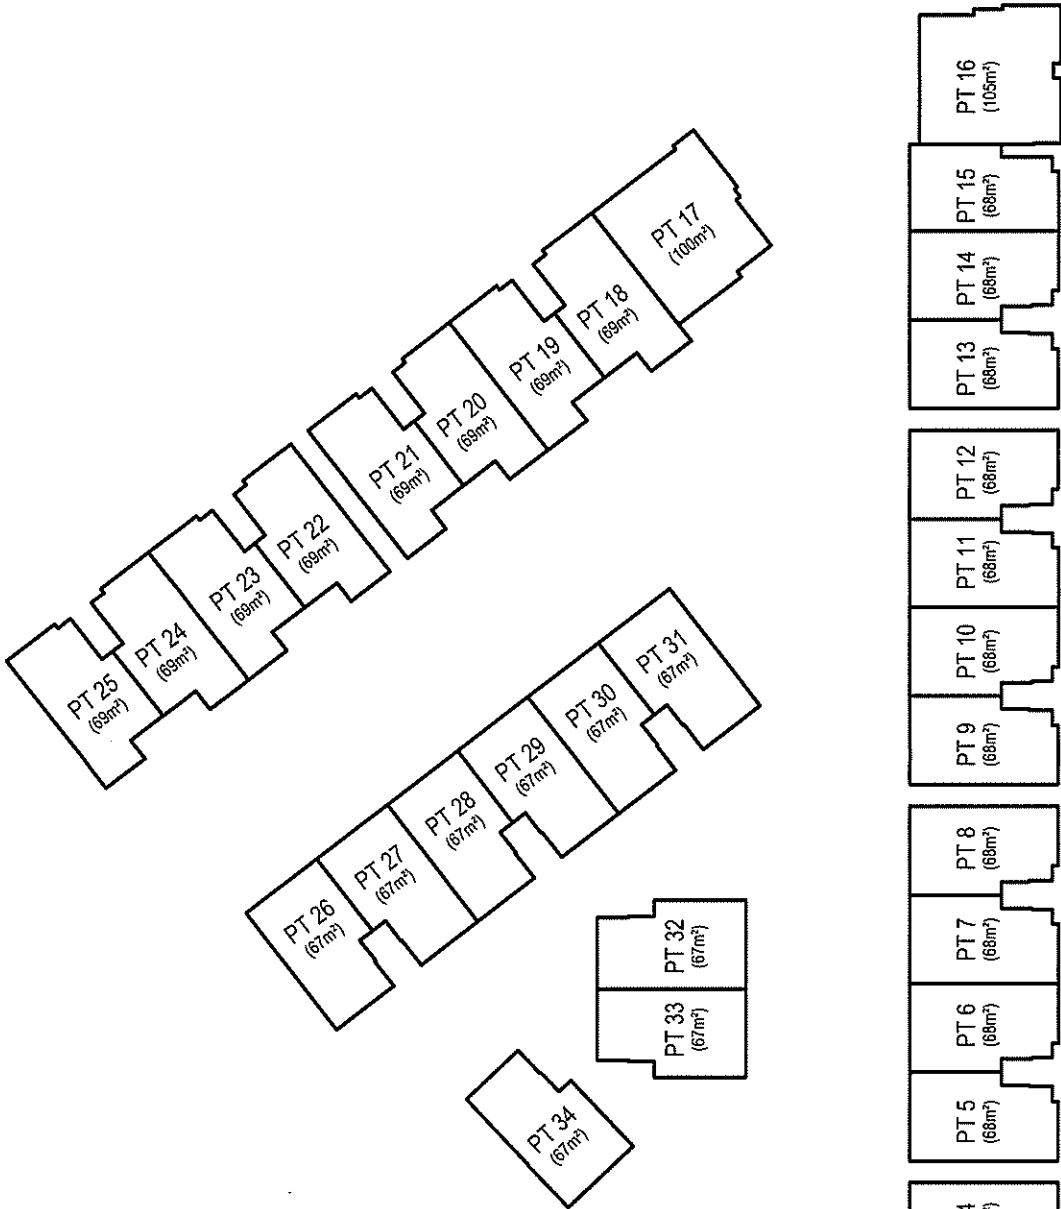 PT 16
(105m²)
PT 15
(68m²)
PT 14
(68m²)
PT 13
(68m²)
PT 12
(68m²)
PT 11
(68m²)
PT 10
(68m²)
PT 9
(68m²)
PT 8
(68m²)
PT 7
(68m²)
PT 6
(68m²)
PT 5
(68m²)
PT 17
(100m²)
PT 18
(69m²)
PT 19
(69m²)
PT 20
(69m²)
PT 21
(69m²)
PT 22
(69m²)
PT 23
(69m²)
PT 24
(69m²)
PT 25
(69m²)
PT 26
(67m²)
PT 27
(67m²)
PT 28
(67m²)
PT 29
(67m²)
PT 30
(67m²)
PT 31
(67m²)
PT 32
(67m²)
PT 33
(67m²)
PT 34
(67m²)